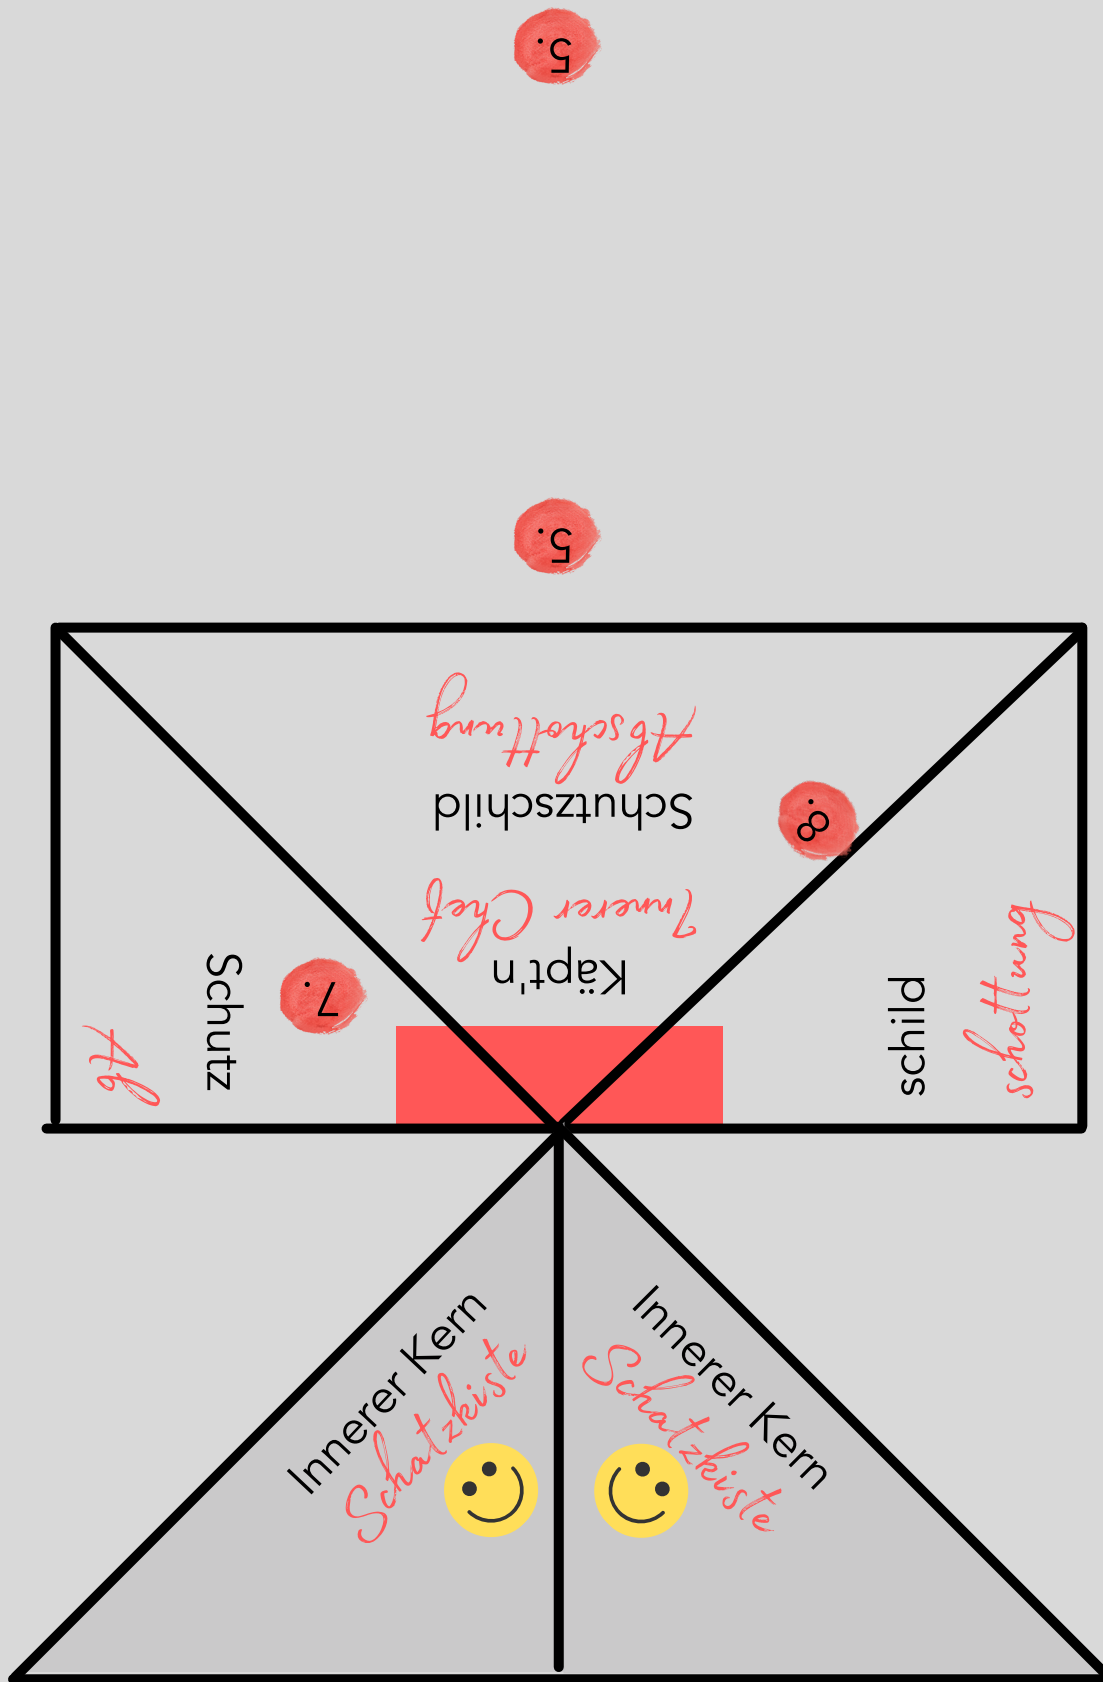 5.
5.
Abschottung
Schutzschild
Innerer Chef
Käpt'n
8.
7.
Ab
Schutz
schild
schottung
Innerer Kern
Schatzkiste
Innerer Kern
Schatzkiste